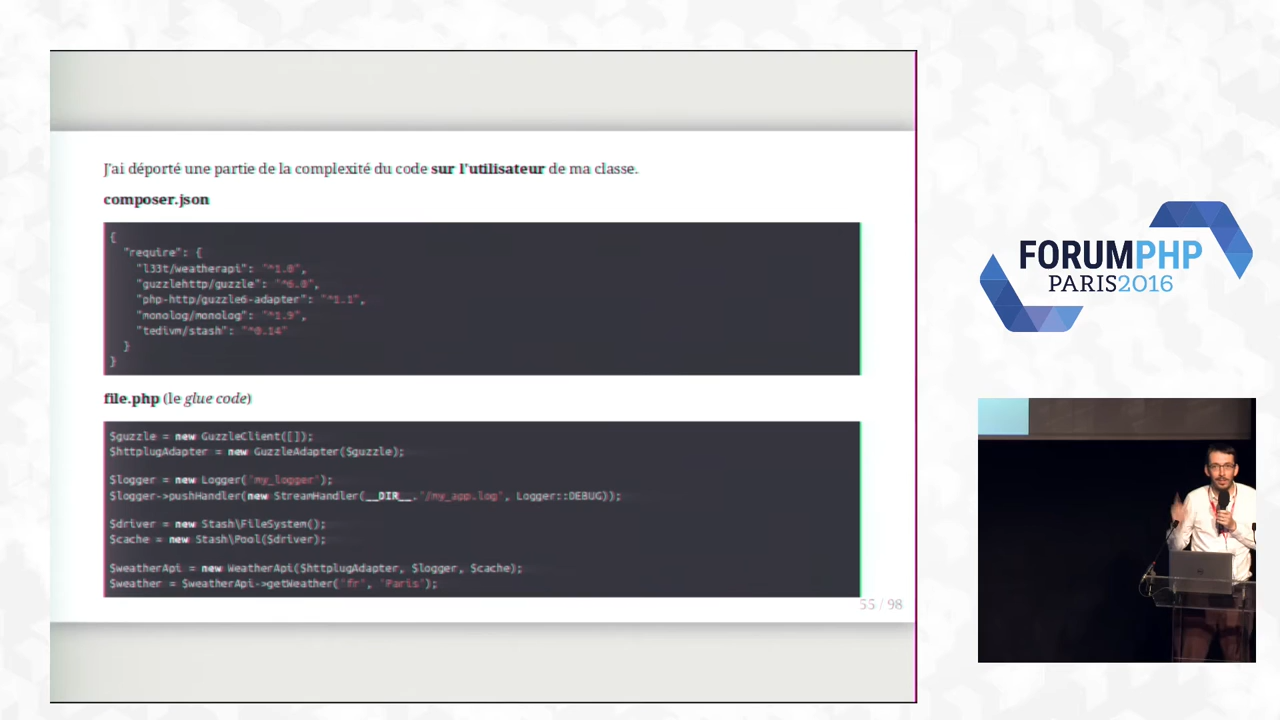 J'ai déporté une partie de la complexité du code sur l'utilisateur de ma classe.
composer.json
{
"require": {
"l33t/weatherapi": "^1.0",
"guzzlehttp/guzzle": "^6.0",
"php-http/guzzle6-adapter": "^1.1",
"monolog/monolog": "^1.9",
"tedivm/stash": "^0.14"
}
}
file.php (le glue code)
$guzzle = new GuzzleClient([]);
$httplugAdapter = new GuzzleAdapter($guzzle);
$logger = new Logger('my_logger');
$logger->pushHandler(new StreamHandler(__DIR__.'/my_app.log', Logger::DEBUG));
$driver = new Stash\FileSystem();
$cache = new Stash\Pool($driver);
$weatherApi = new WeatherApi($httplugAdapter, $logger, $cache);
$weather = $weatherApi->getWeather('fr', 'Paris');
55 / 98
FORUMPHP
PARIS2016